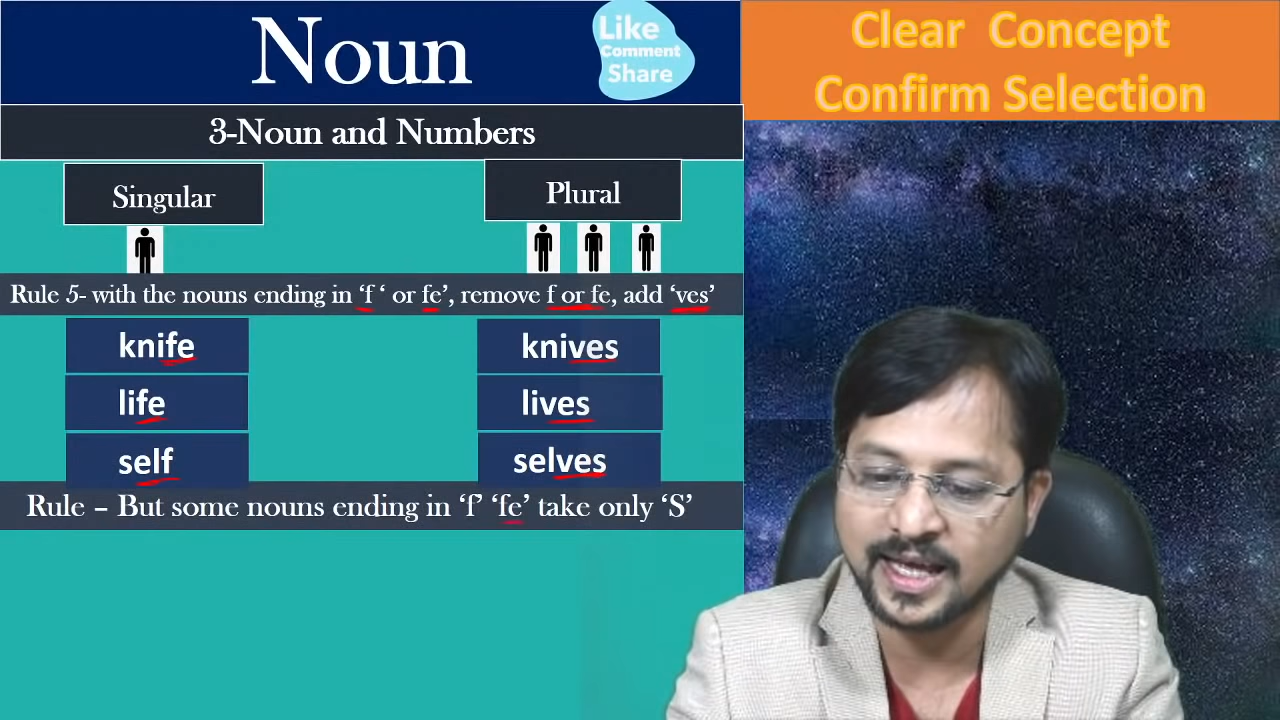 Noun
Like
Comment
Share
Clear Concept
Confirm Selection
3-Noun and Numbers
Singular
Plural
Rule 5- with the nouns ending in ‘f ‘ or fe’, remove f or fe, add ‘ves’
knife
knives
life
lives
self
selves
Rule – But some nouns ending in ‘f’ ‘fe’ take only ‘S’